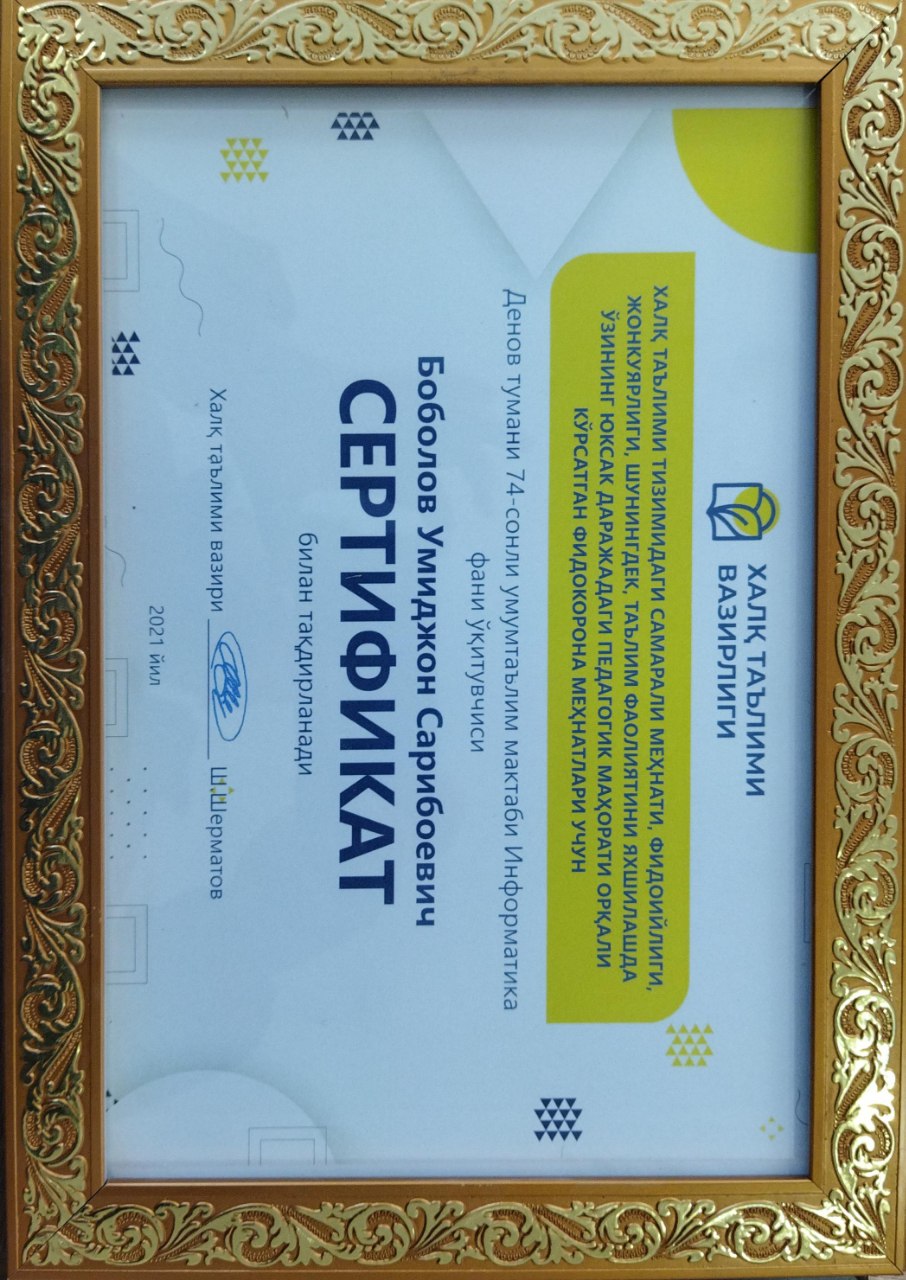 ХАЛҚ ТАЪЛИМИ
ВАЗИРЛИГИ
ХАЛҚ ТАЪЛИМИ ТИЗИМИДАГИ САМАРАЛИ МЕҲНАТИ, ФИДОИЙЛИГИ,
ЖОНКУЯРЛИГИ, ШУНИНГДЕК, ТАЪЛИМ ФАОЛИЯТИНИ ЯХШИЛАШДА
ЎЗИНИНГ ЮКСАК ДАРАЖАДАГИ ПЕДАГОГИК МАҲОРАТИ ОРҚАЛИ
КЎРСАТГАН ФИДОКОРОНА МЕҲНАТЛАРИ УЧУН
Денов тумани 74-сонли умумтаълим мактаби Информатика
фани ўқитувчиси
Боболов Умиджон Сарибоевич
СЕРТИФИКАТ
билан тақдирланади
Халқ таълими вазири Ш.Шерматов
2021 йил